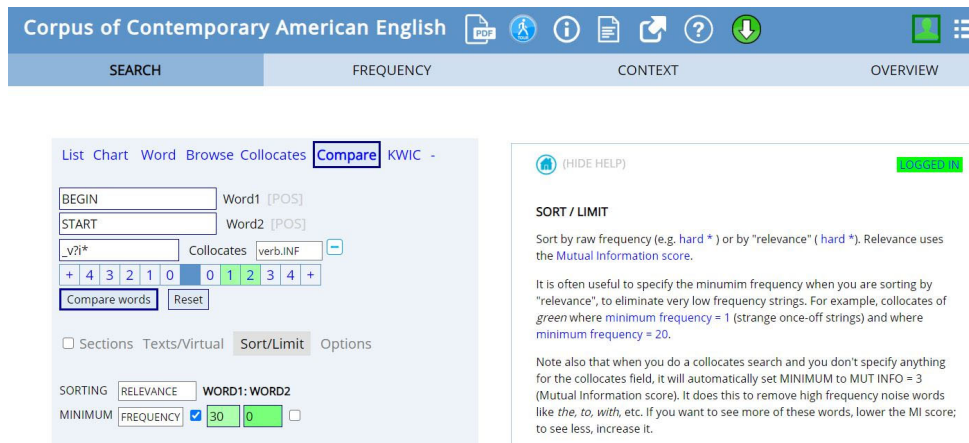 Corpus of Contemporary American English PDF
SEARCH FREQUENCY CONTEXT OVERVIEW
List Chart Word Browse Collocates Compare KWIC -
BEGIN Word1 [POS]
START Word2 [POS]
_v?i* Collocates verb.INF
+ 4 3 2 1 0 0 1 2 3 4 +
Compare words Reset
Sections Texts/Virtual Sort/Limit Options
SORTING RELEVANCE WORD1: WORD2
MINIMUM FREQUENCY 30 0
(HIDE HELP) LOGGED IN
SORT / LIMIT
Sort by raw frequency (e.g. hard * ) or by "relevance" ( hard *). Relevance uses
the Mutual Information score.
It is often useful to specify the minumim frequency when you are sorting by
"relevance", to eliminate very low frequency strings. For example, collocates of
green where minimum frequency = 1 (strange once-off strings) and where
minimum frequency = 20.
Note also that when you do a collocates search and you don't specify anything
for the collocates field, it will automatically set MINIMUM to MUT INFO = 3
(Mutual Information score). It does this to remove high frequency noise words
like the, to, with, etc. If you want to see more of these words, lower the MI score;
to see less, increase it.